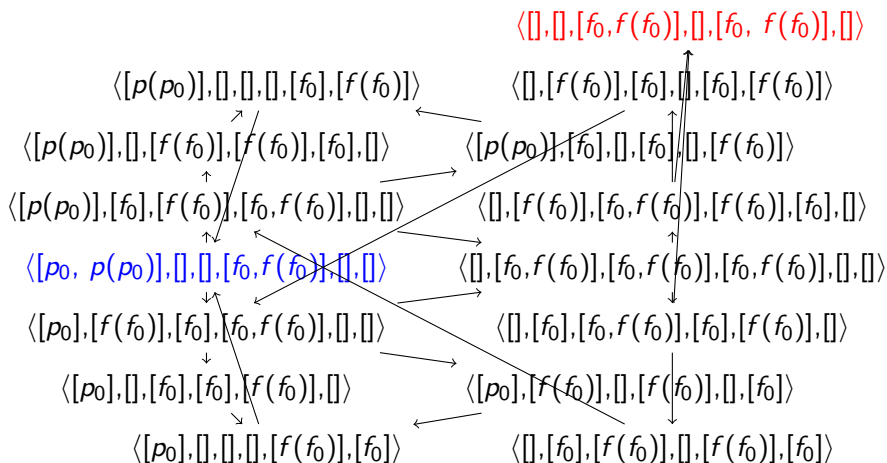 ⟨[],[],[f₀,f(f₀)],[],[f₀, f(f₀)],[]⟩
⟨[p(p₀)],[],[],[],[f₀],[f(f₀)]⟩ ⟨[],[f(f₀)],[f₀],[],[f₀],[f(f₀)]⟩
⟨[p(p₀)],[],[f(f₀)],[f(f₀)],[f₀],[]⟩ ⟨[p(p₀)],[f₀],[],[f₀],[],[f(f₀)]⟩
⟨[p(p₀)],[f₀],[f(f₀)],[f₀,f(f₀)],[],[]⟩ ⟨[],[f(f₀)],[f₀,f(f₀)],[f(f₀)],[f₀],[]⟩
⟨[p₀, p(p₀)],[],[],[f₀,f(f₀)],[],[]⟩ ⟨[],[f₀,f(f₀)],[f₀,f(f₀)],[f₀,f(f₀)],[],[]⟩
⟨[p₀],[f(f₀)],[f₀],[f₀,f(f₀)],[],[]⟩ ⟨[],[f₀],[f₀,f(f₀)],[f₀],[f(f₀)],[]⟩
⟨[p₀],[],[f₀],[f₀],[f(f₀)],[]⟩ ⟨[p₀],[f(f₀)],[],[f(f₀)],[],[f₀]⟩
⟨[p₀],[],[],[],[f(f₀)],[f₀]⟩ ⟨[],[f₀],[f(f₀)],[],[f(f₀)],[f₀]⟩